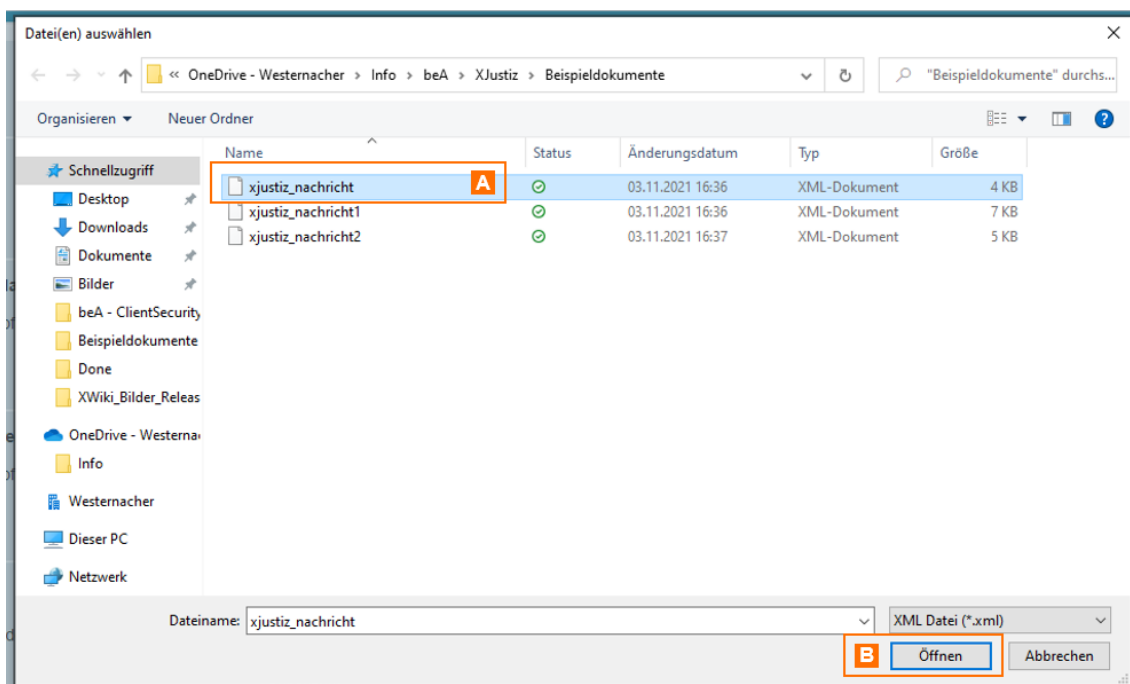 Datei(en) auswählen
« OneDrive - Westernacher › Info › beA › XJustiz › Beispieldokumente
"Beispieldokumente" durchs...
Organisieren Neuer Ordner
Name Status Änderungsdatum Typ Größe
Schnellzugriff
Desktop
Downloads
Dokumente
Bilder
beA - ClientSecurity
Beispieldokumente
Done
XWiki_Bilder_Releas
OneDrive - Westerna
Info
Westernacher
Dieser PC
Netzwerk
xjustiz_nachricht A 03.11.2021 16:36 XML-Dokument 4 KB
xjustiz_nachricht1 03.11.2021 16:36 XML-Dokument 7 KB
xjustiz_nachricht2 03.11.2021 16:37 XML-Dokument 5 KB
Dateiname: xjustiz_nachricht XML Datei (*.xml)
B Öffnen Abbrechen